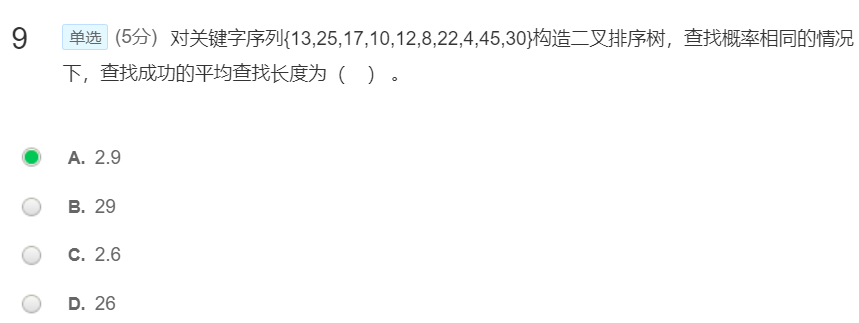 9 单选 (5分) 对关键字序列{13,25,17,10,12,8,22,4,45,30}构造二叉排序树，查找概率相同的情况
下，查找成功的平均查找长度为（ ）。
A. 2.9
B. 29
C. 2.6
D. 26